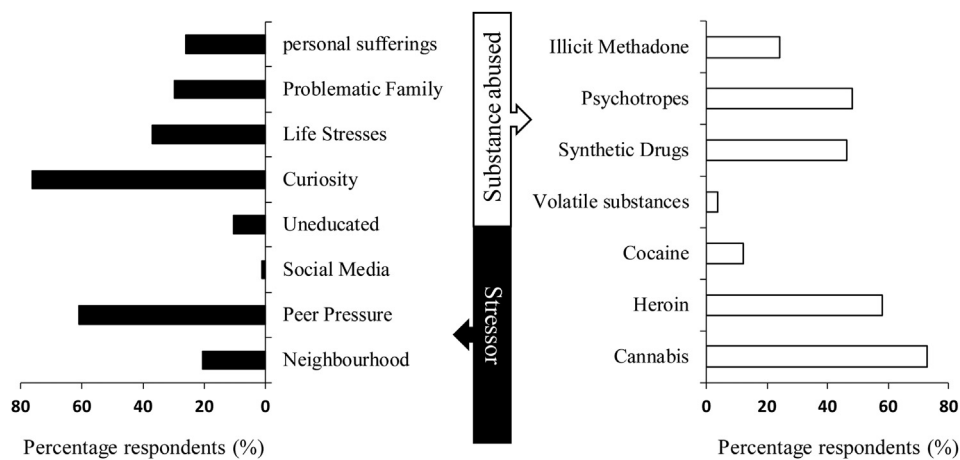 personal sufferings
Problematic Family
Life Stresses
Curiosity
Uneducated
Social Media
Peer Pressure
Neighbourhood
80 60 40 20 0
Percentage respondents (%)
Substance abused
Stressor
Illicit Methadone
Psychotropes
Synthetic Drugs
Volatile substances
Cocaine
Heroin
Cannabis
0 20 40 60 80
Percentage respondents (%)